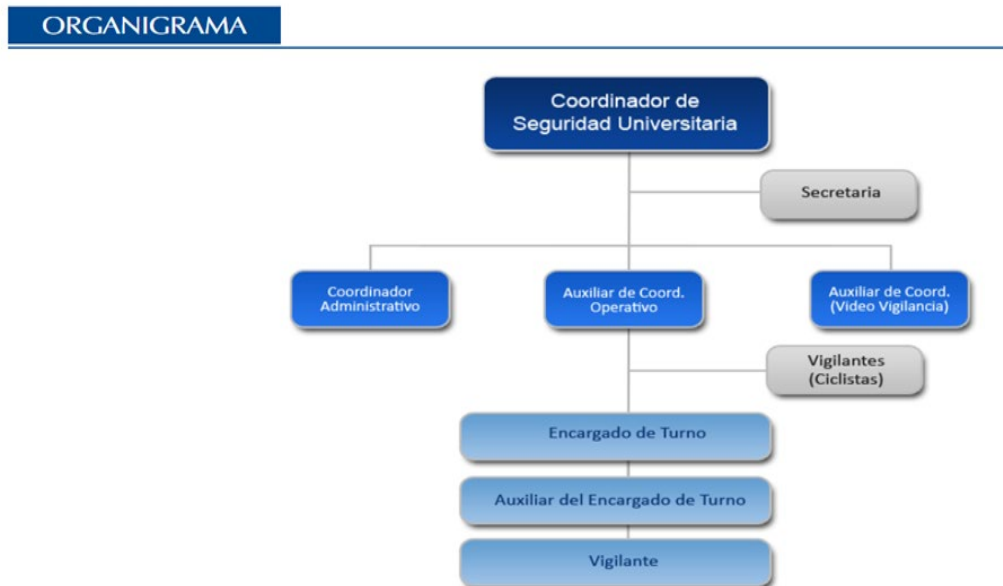 ORGANIGRAMA
Coordinador de
Seguridad Universitaria
Secretaria
Coordinador
Administrativo
Auxiliar de Coord.
Operativo
Auxiliar de Coord.
(Video Vigilancia)
Vigilantes
(Ciclistas)
Encargado de Turno
Auxiliar del Encargado de Turno
Vigilante